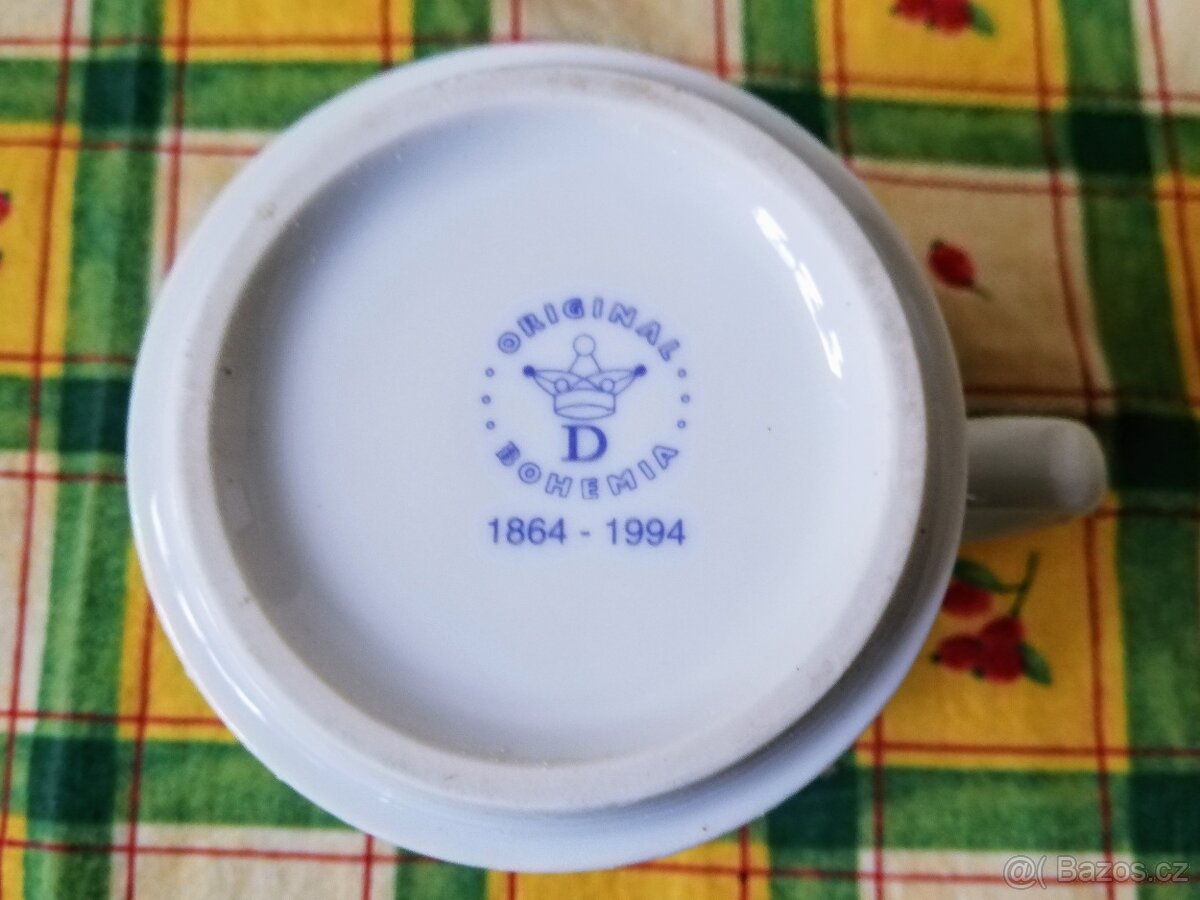 ORIGINAL
D
BOHEMIA
1864 - 1994
@( Bazos.cz